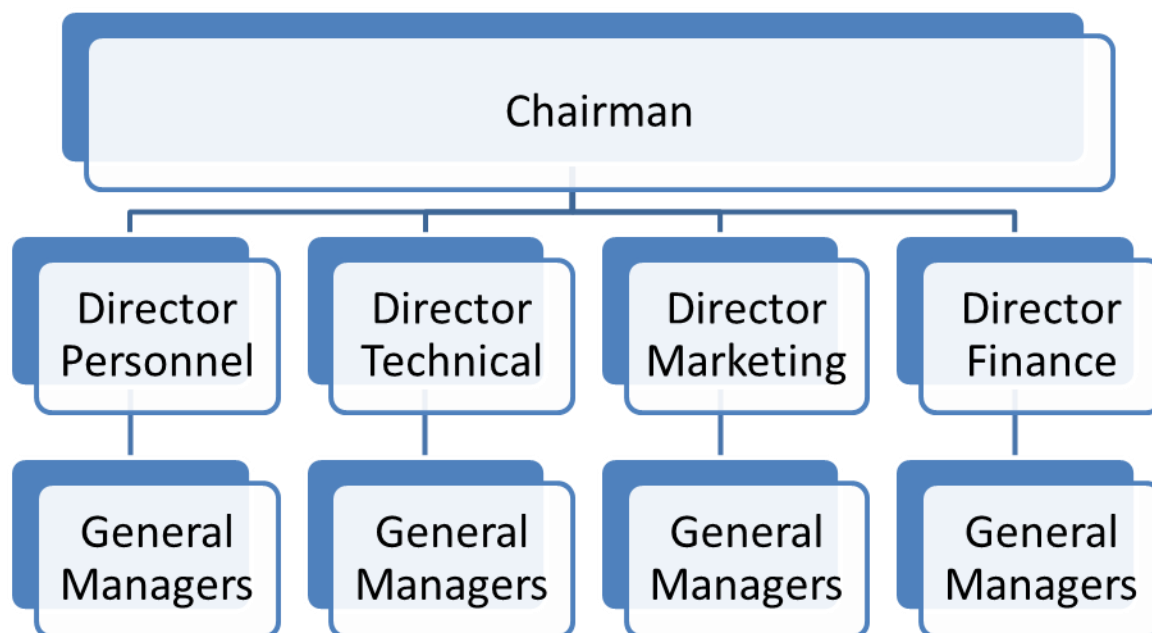 Chairman
Director
Personnel
Director
Technical
Director
Marketing
Director
Finance
General
Managers
General
Managers
General
Managers
General
Managers